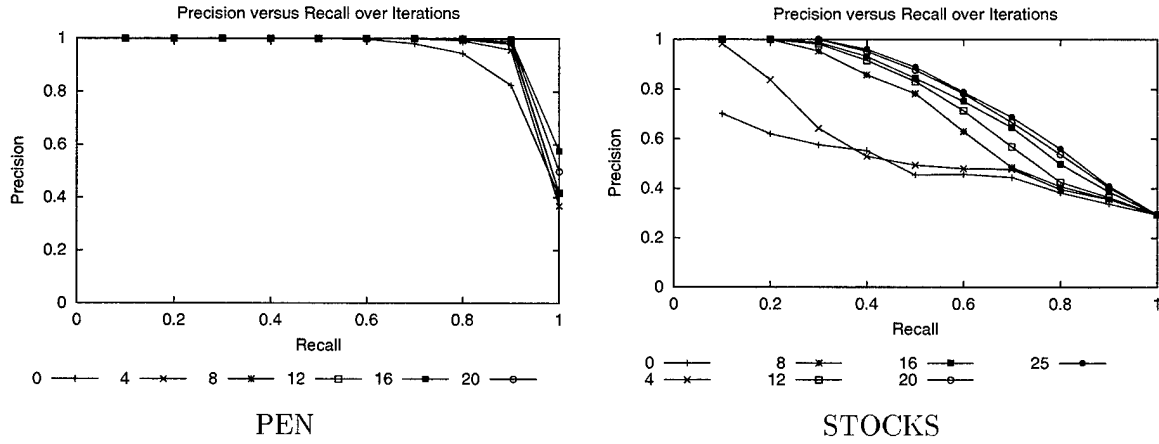 Precision versus Recall over Iterations
1
0.8
0.6
0.4
0.2
0
Precision
0 0.2 0.4 0.6 0.8 1
Recall
0 4 8 12 16 20
PEN
Precision versus Recall over Iterations
1
0.8
0.6
0.4
0.2
0
Precision
0 0.2 0.4 0.6 0.8 1
Recall
0 8 16 25
4 12 20
STOCKS